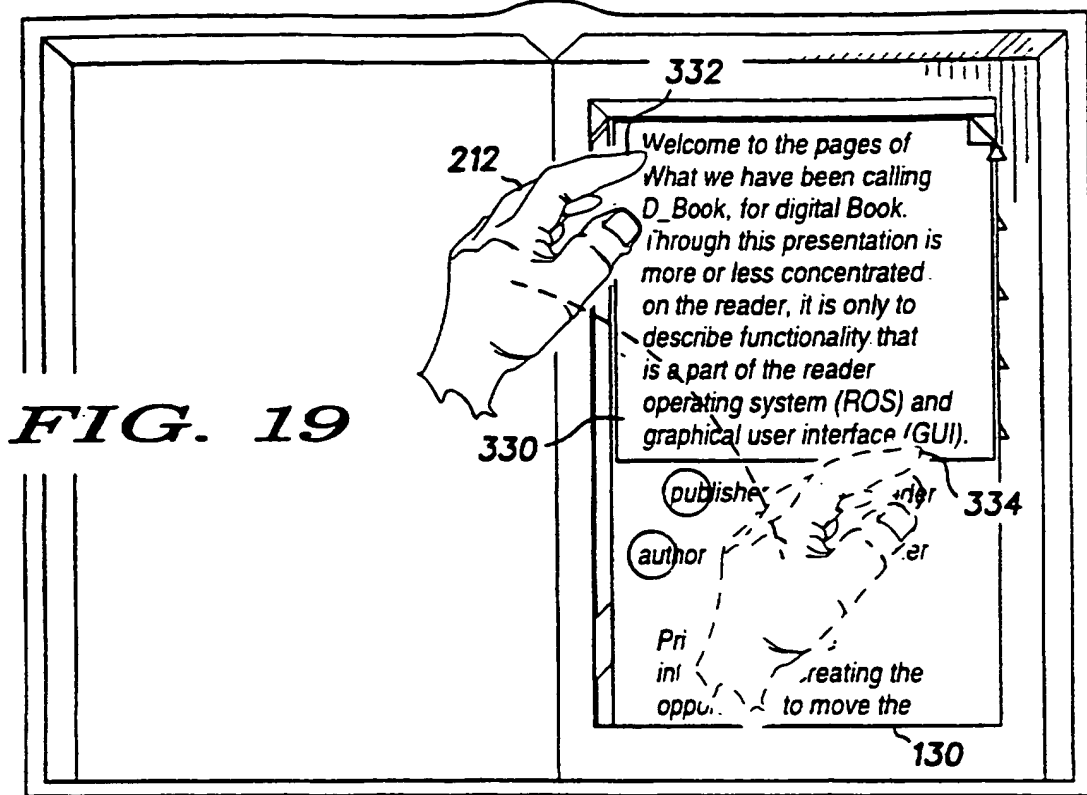 332
212
Welcome to the pages of
What we have been calling
D_Book, for digital Book.
Through this presentation is
more or less concentrated
on the reader, it is only to
describe functionality that
is a part of the reader
operating system (ROS) and
graphical user interface (GUI).
FIG. 19
330
334
author
reating the
to move the
130